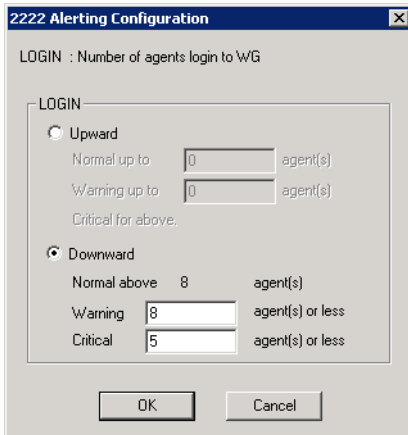 2222 Alerting Configuration
LOGIN : Number of agents login to WG
LOGIN
Upward
Normal up to 0 agent(s)
Warning up to 0 agent(s)
Critical for above.
Downward
Normal above 8 agent(s)
Warning 8 agent(s) or less
Critical 5 agent(s) or less
OK Cancel